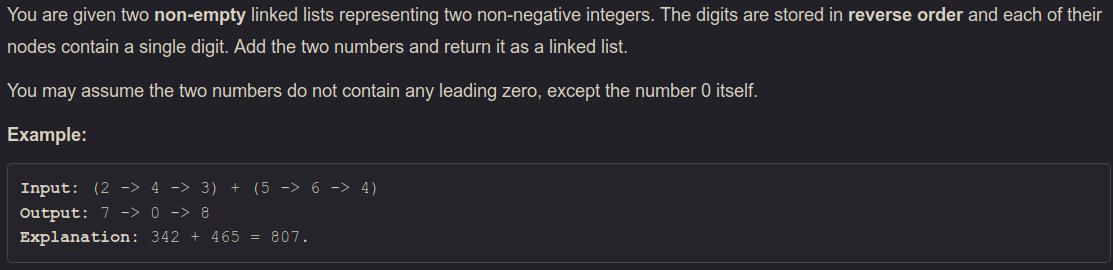 You are given two non-empty linked lists representing two non-negative integers. The digits are stored in reverse order and each of their
nodes contain a single digit. Add the two numbers and return it as a linked list.
You may assume the two numbers do not contain any leading zero, except the number 0 itself.
Example:
Input: (2 -> 4 -> 3) + (5 -> 6 -> 4)
Output: 7 -> 0 -> 8
Explanation: 342 + 465 = 807.